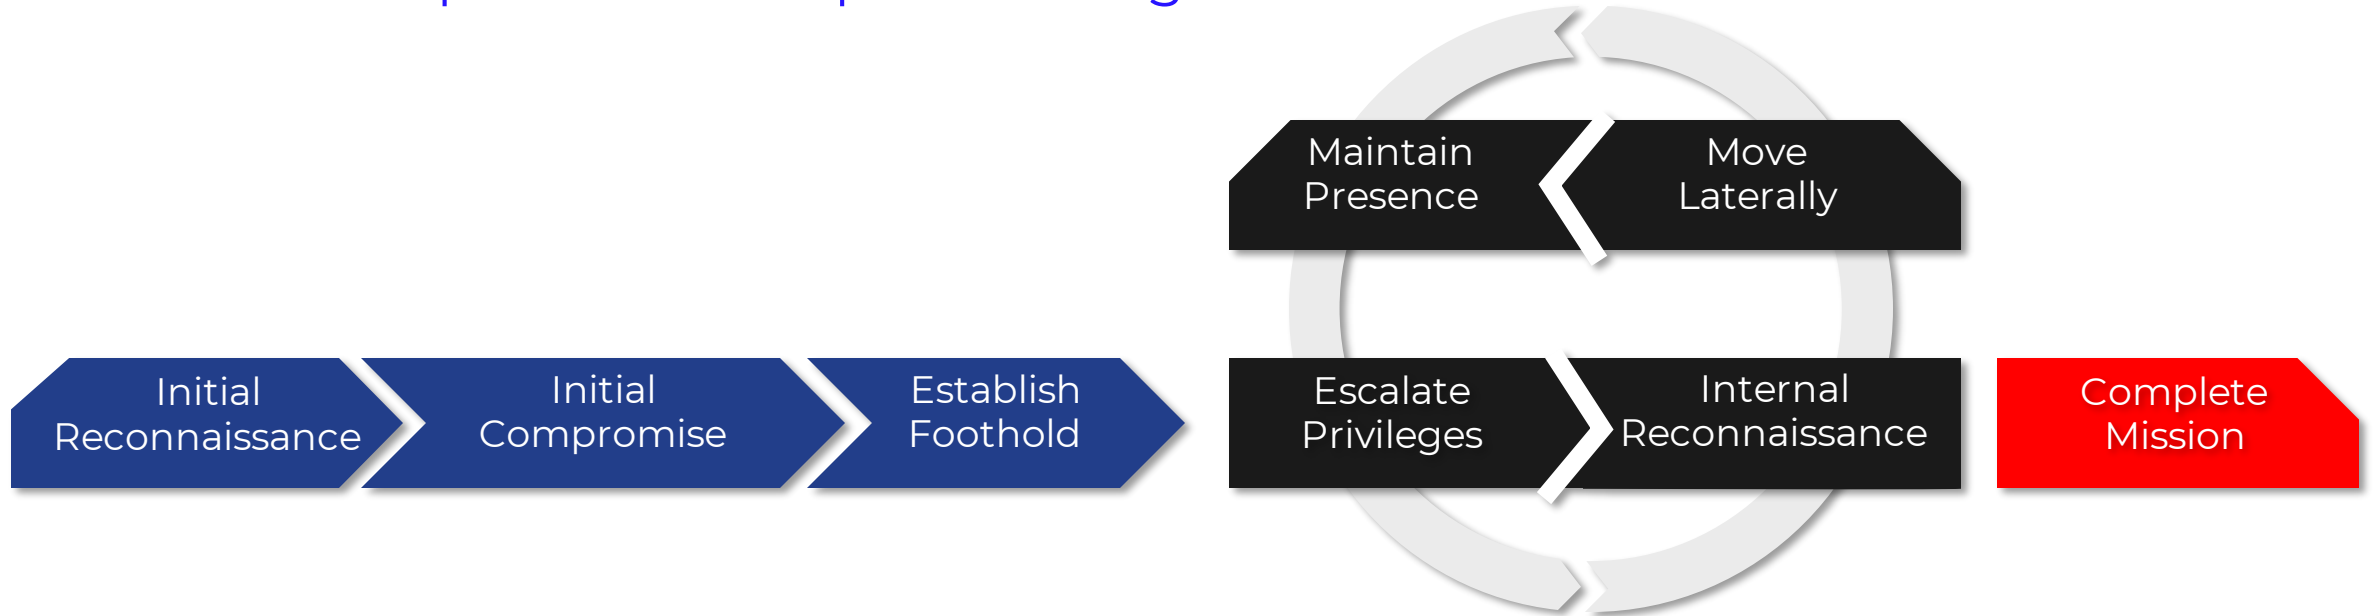 Maintain
Presence
Move
Laterally
Initial
Reconnaissance
Initial
Compromise
Establish
Foothold
Escalate
Privileges
Internal
Reconnaissance
Complete
Mission